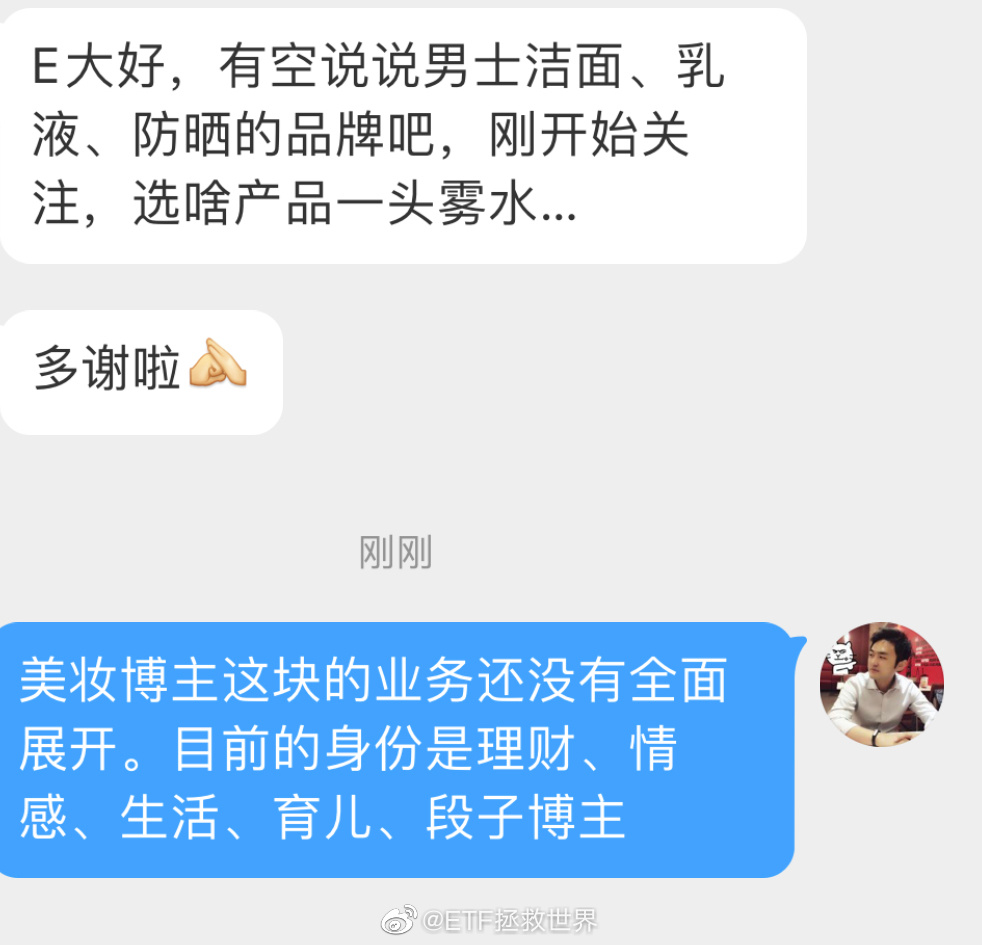 E大好，有空说说男士洁面、乳
液、防晒的品牌吧，刚开始关
注，选啥产品一头雾水...
多谢啦
刚刚
美妆博主这块的业务还没有全面
展开。目前的身份是理财、情
感、生活、育儿、段子博主
@ETF拯救世界